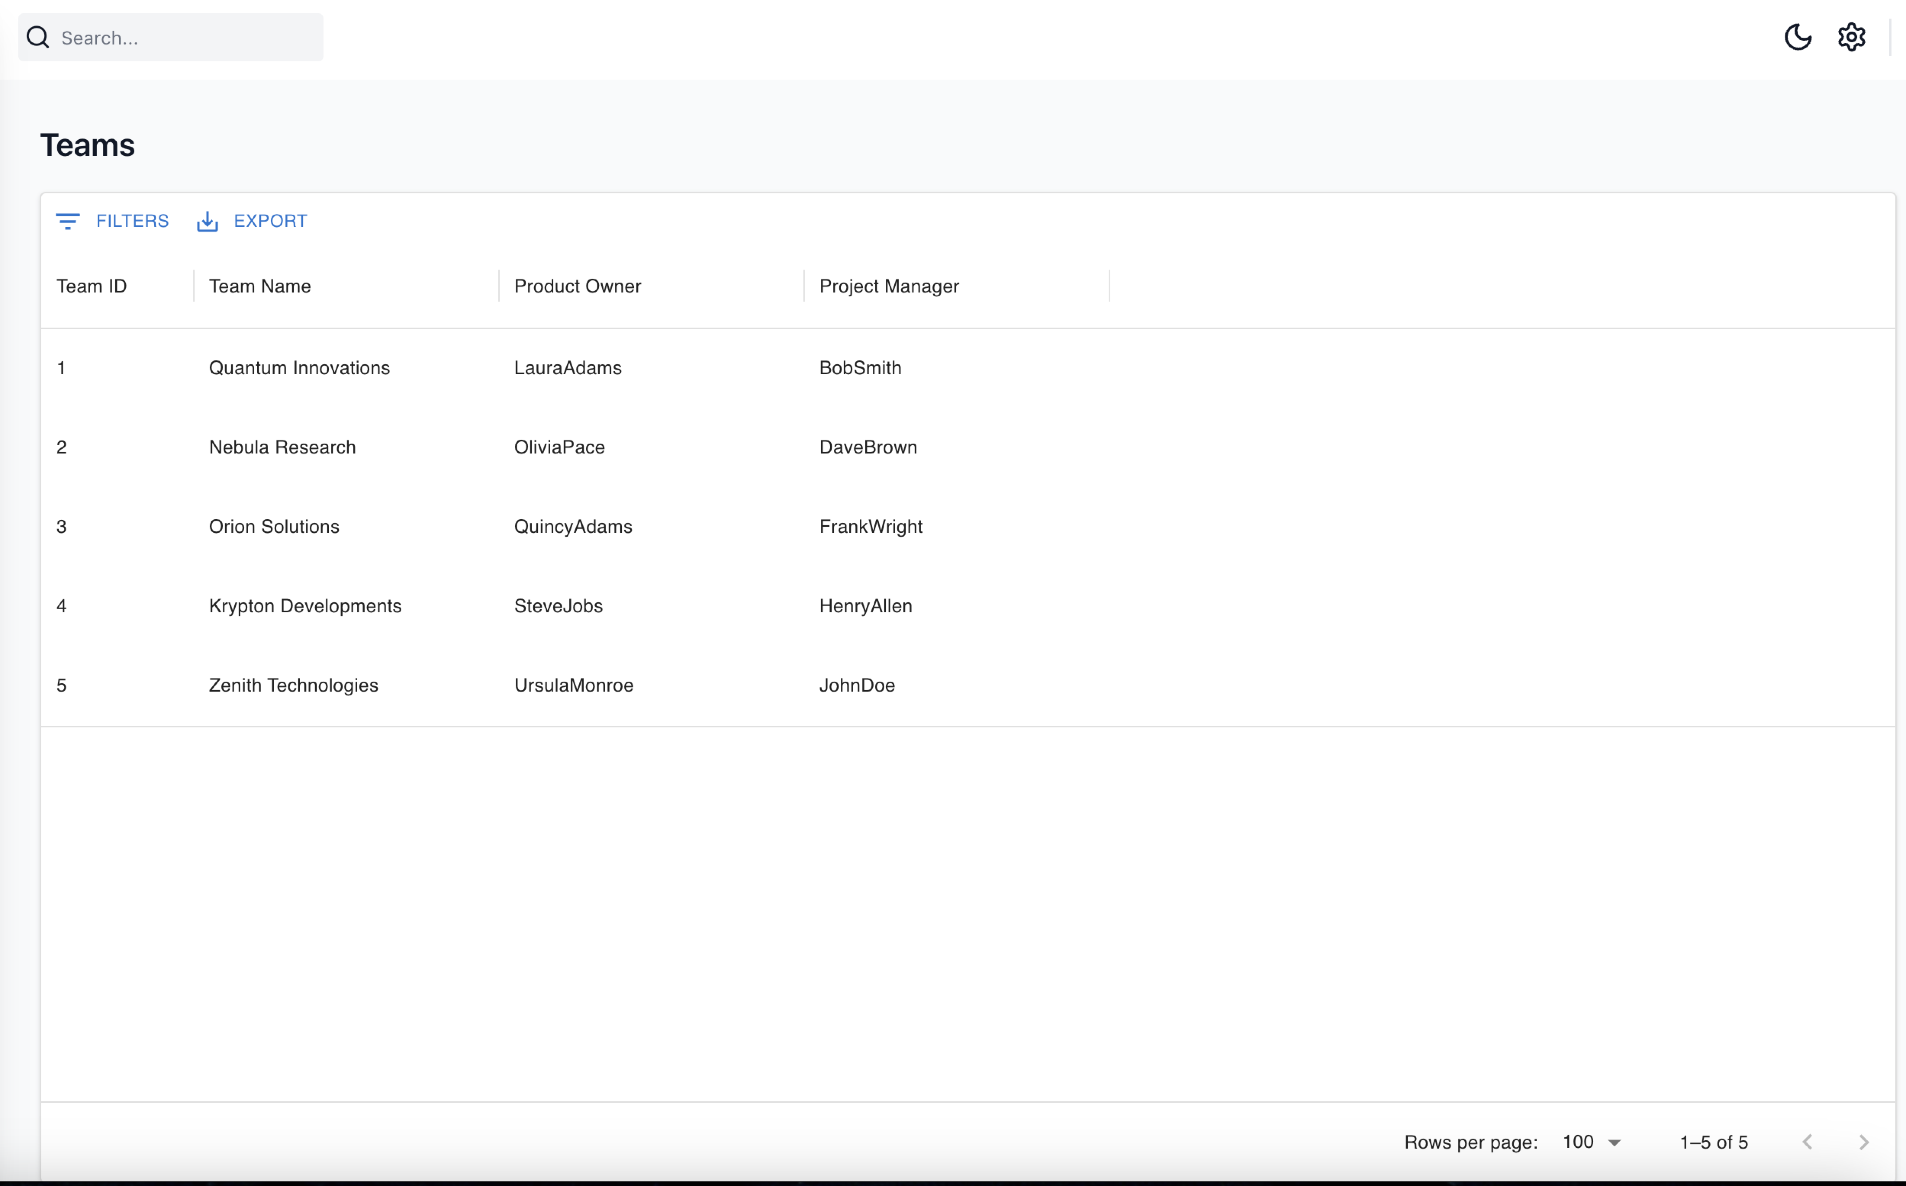 Search...
Teams
FILTERS EXPORT
Team ID Team Name Product Owner Project Manager
1 Quantum Innovations LauraAdams BobSmith
2 Nebula Research OliviaPace DaveBrown
3 Orion Solutions QuincyAdams FrankWright
4 Krypton Developments SteveJobs HenryAllen
5 Zenith Technologies UrsulaMonroe JohnDoe
Rows per page: 100 1–5 of 5